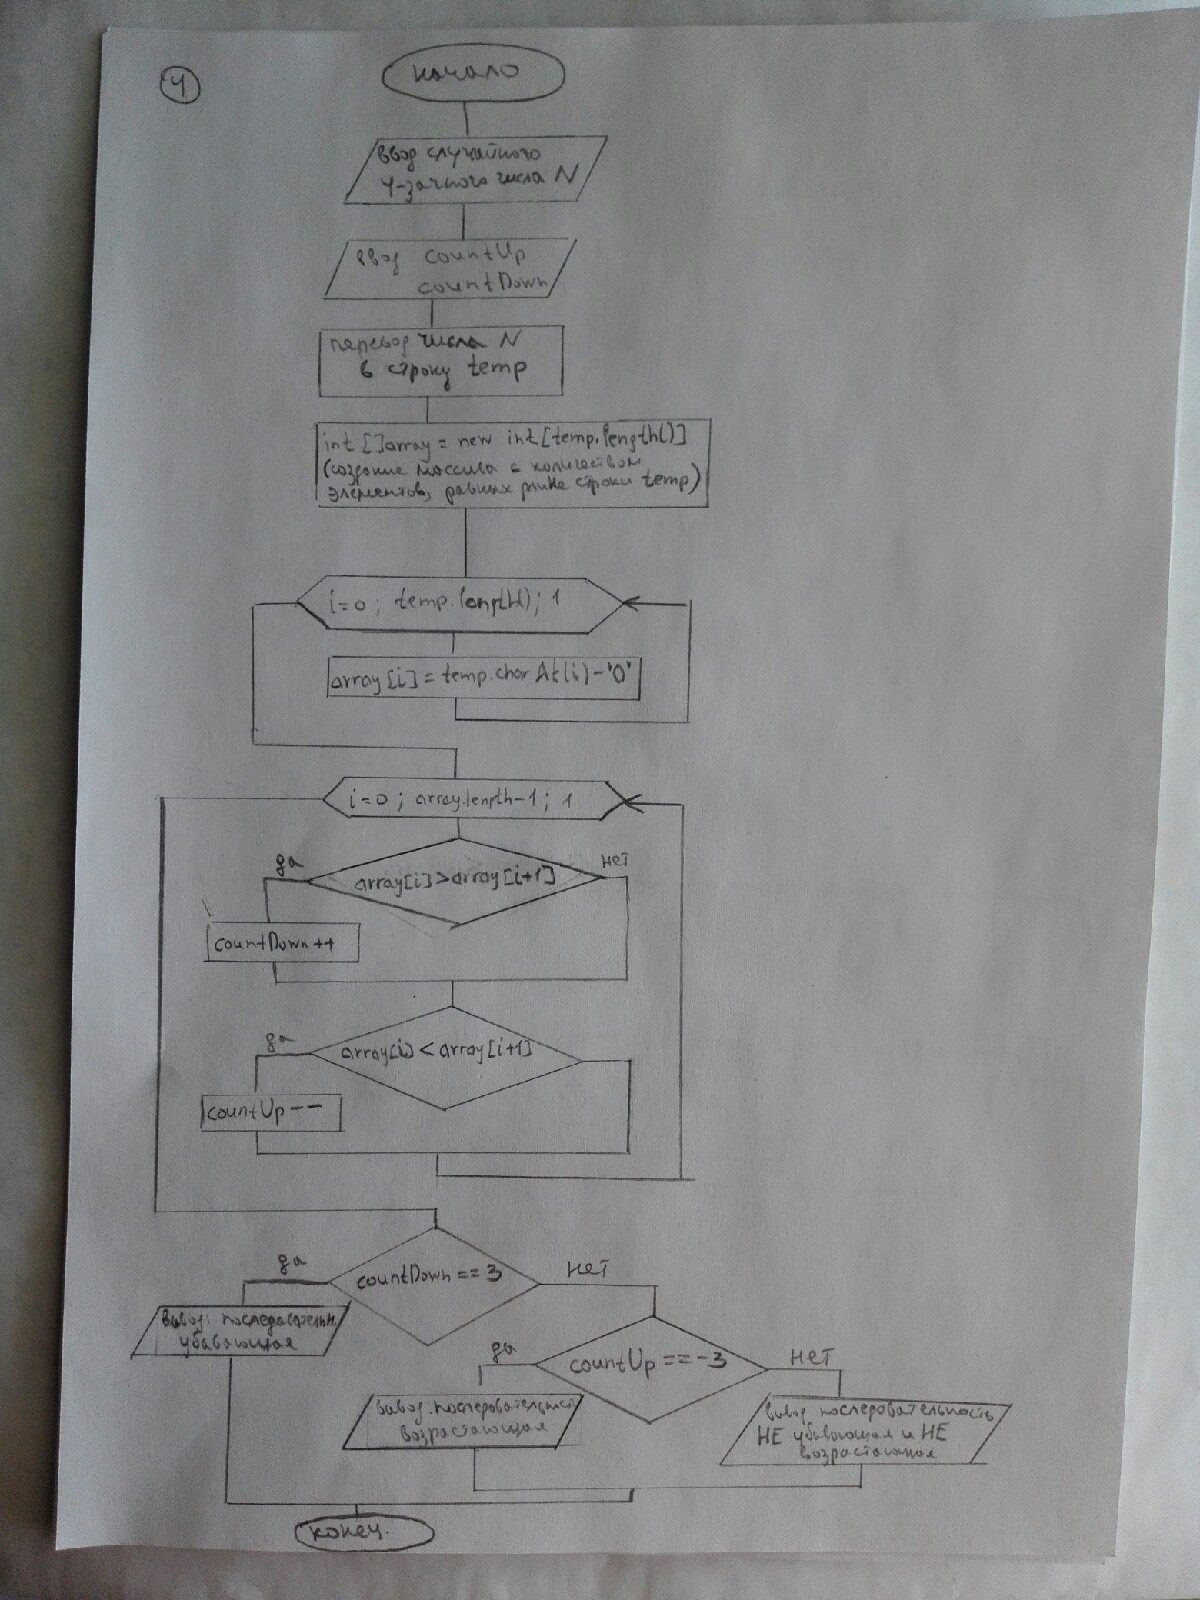 4
начало
ввод случайного
4-зачного числа N
ввод countUp
countDown
перевод числа N
в строку temp
int []array = new int[temp.length()]
(создание массива с количеством
элементов, равных длине строки temp)
i=0; temp.length(); 1
array[i]=temp.charAt(i)-'0'
i=0; array.length-1; 1
да
нет
array[i]>array[i+1]
countDown++
да
array[i]<array[i+1]
countUp--
да
countDown==3
нет
вывод: последовательн.
убывающая
да
countUp==-3
нет
вывод: последовательность
возрастающая
вывод последовательность
НЕ убывающая и НЕ
возрастающая
конец.